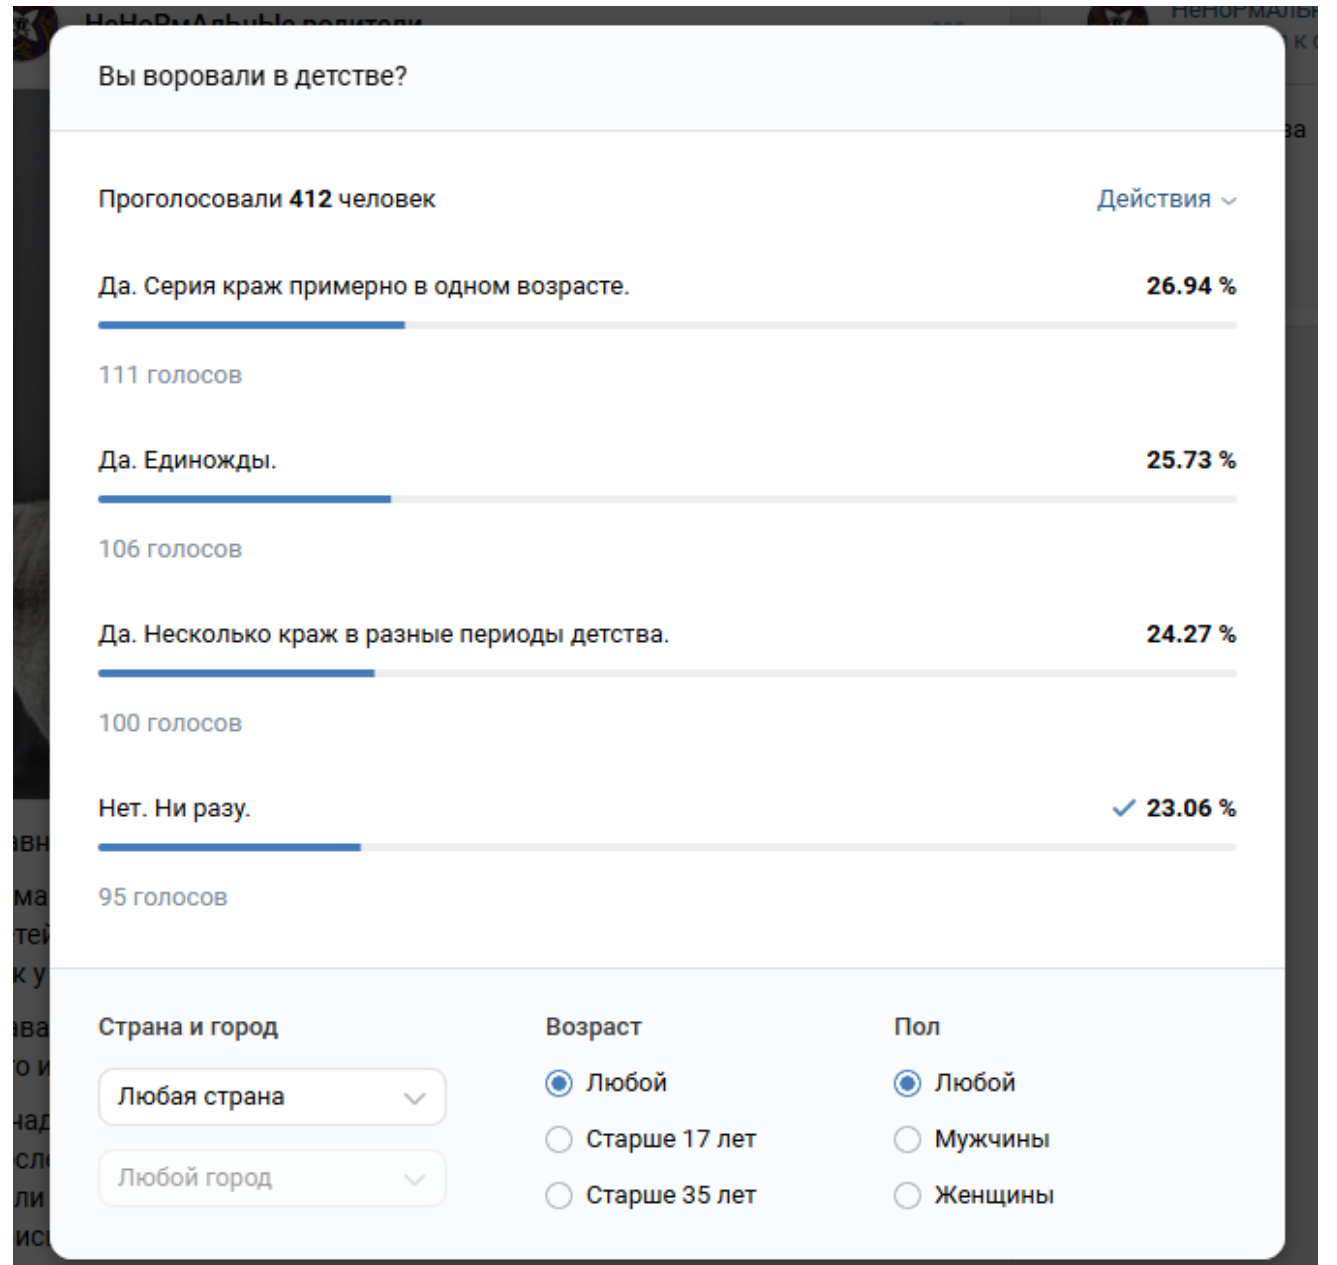 НеНоРмАльНЫе родители
Вы воровали в детстве?
Проголосовали 412 человек
Действия
Да. Серия краж примерно в одном возрасте.
26.94 %
111 голосов
Да. Единожды.
25.73 %
106 голосов
Да. Несколько краж в разные периоды детства.
24.27 %
100 голосов
Нет. Ни разу.
23.06 %
95 голосов
Страна и город
Любая страна
Любой город
Возраст
Любой
Старше 17 лет
Старше 35 лет
Пол
Любой
Мужчины
Женщины